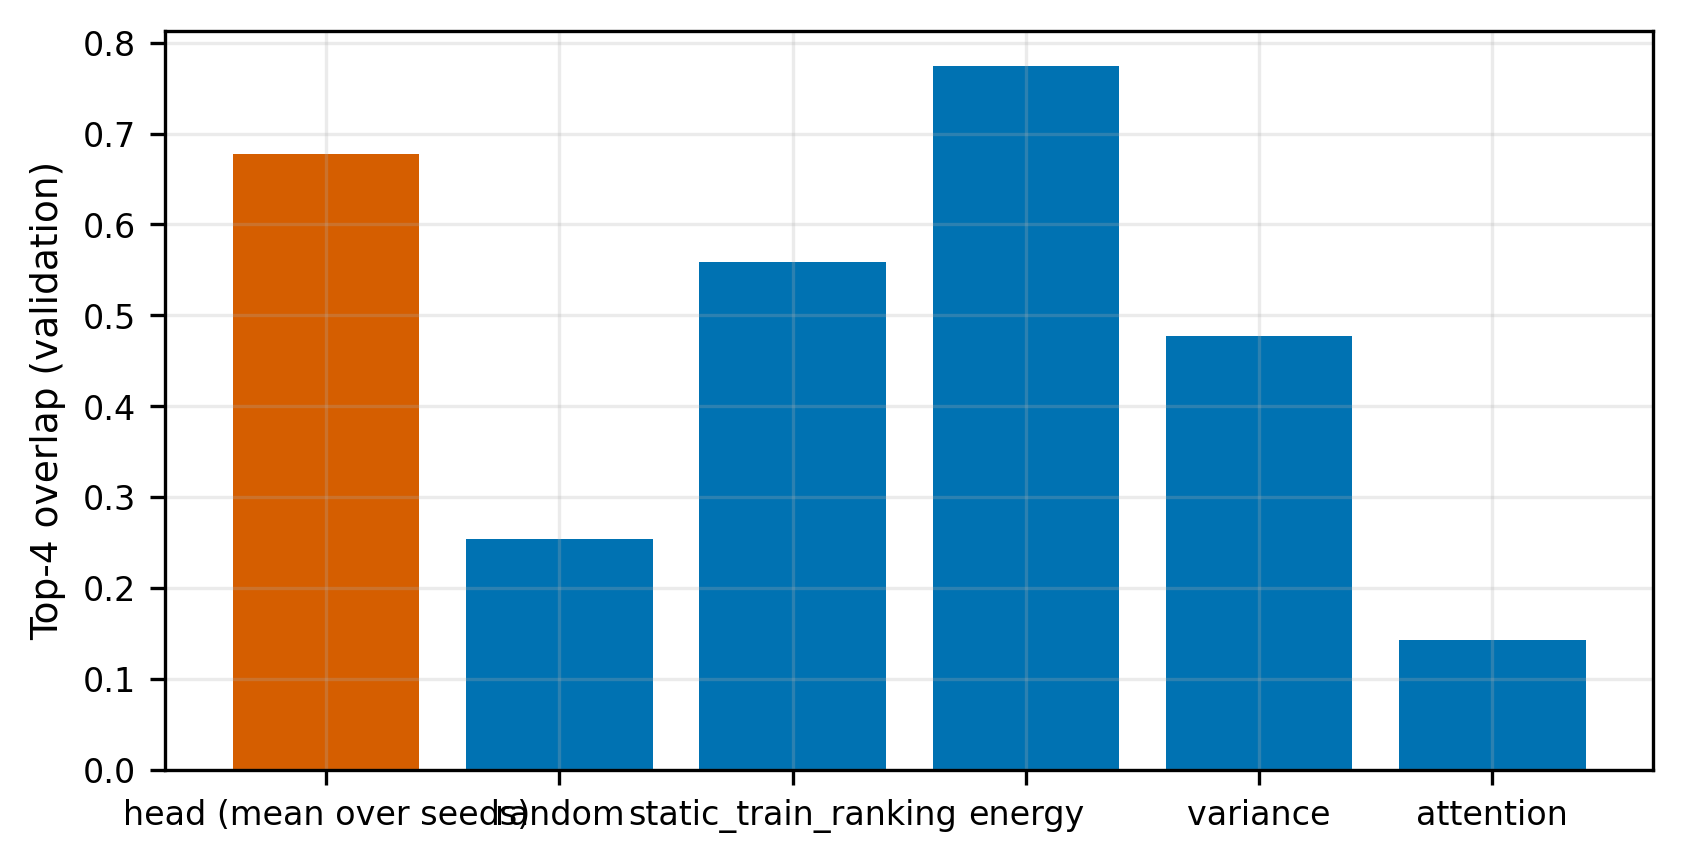 Top-4 overlap (validation)
0.8
0.7
0.6
0.5
0.4
0.3
0.2
0.1
0.0
head (mean over seeds)
random
static_train_ranking
energy
variance
attention